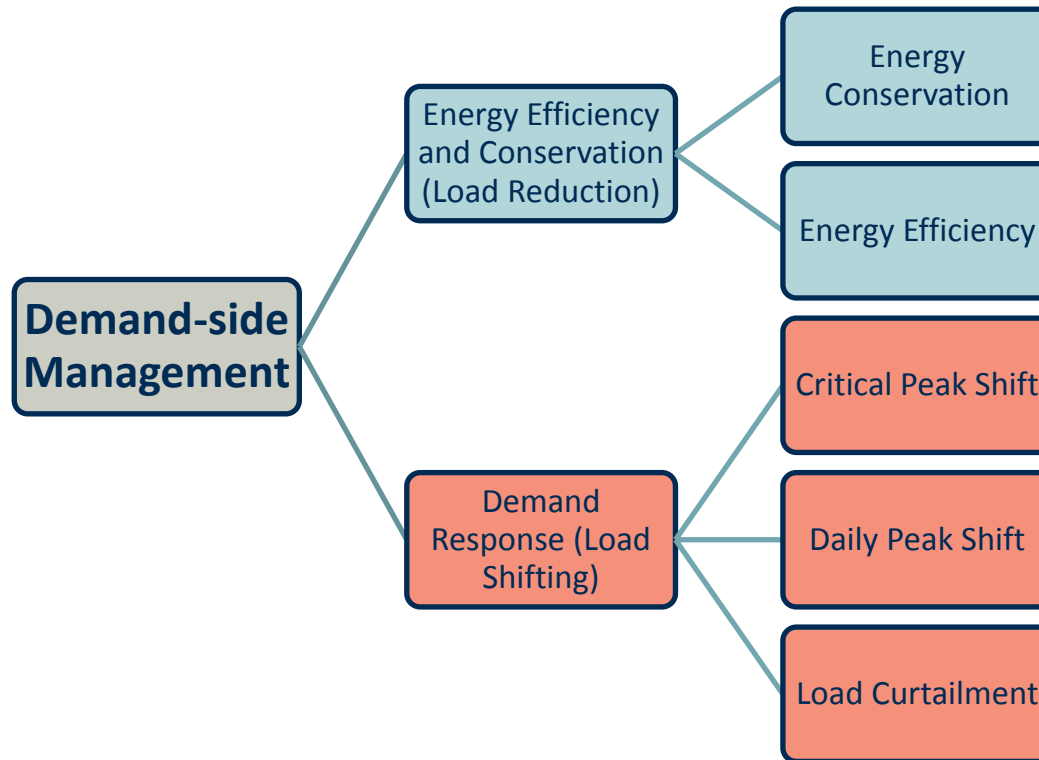 Demand-side
Management
Energy Efficiency
and Conservation
(Load Reduction)
Energy
Conservation
Energy Efficiency
Demand
Response (Load
Shifting)
Critical Peak Shift
Daily Peak Shift
Load Curtailment